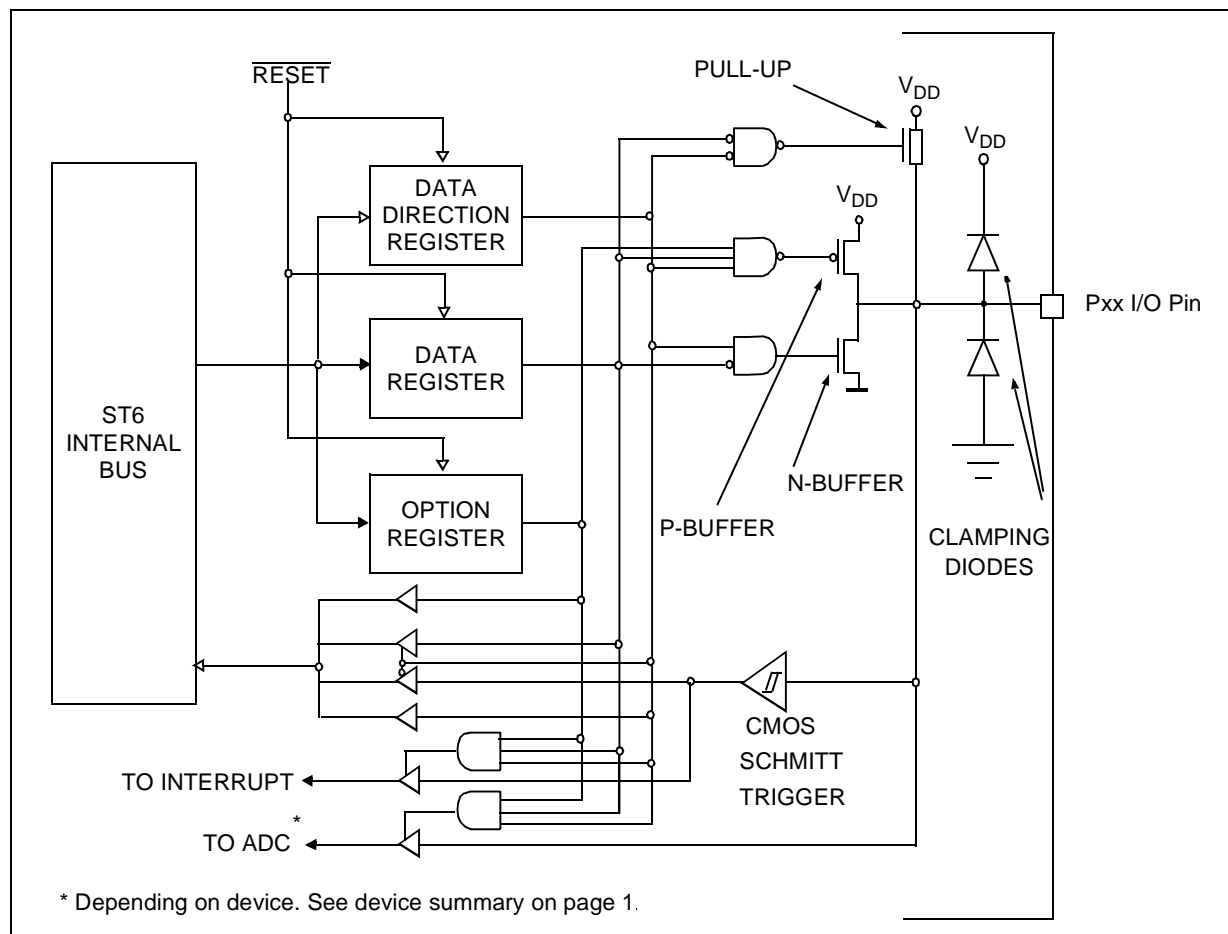 RESET
PULL-UP
VDD
VDD
VDD
DATA
DIRECTION
REGISTER
DATA
REGISTER
OPTION
REGISTER
ST6
INTERNAL
BUS
Pxx I/O Pin
N-BUFFER
P-BUFFER
CLAMPING
DIODES
CMOS
SCHMITT
TRIGGER
TO INTERRUPT
TO ADC*
* Depending on device. See device summary on page 1.